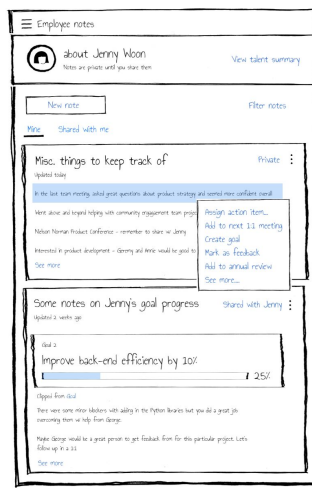 Employee notes
about Jenny Woon
Notes are private until you share them
View talent summary
New note
Filter notes
Mine
Shared with me
Misc. things to keep track of
Private
Updated today
In the last team meeting, asked great questions about product strategy and seemed more confident overall
Went above and beyond helping with community engagement team projec
Nelson Norman Product Conference - remember to share w/ Jenny
Interested in product development - Geremy and Annie would be good to
See more
Assign action item...
Add to next 1:1 meeting
Create goal
Mark as feedback
Add to annual review
See more...
Some notes on Jenny's goal progress
Shared with Jenny
Updated 2 weeks ago
Goal 2
Improve back-end efficiency by 10%
25%
Clipped from Goal
There were some minor blockers with adding in the Python libraries but you did a great job
overcoming them w/ help from George.
Maybe George would be a great person to get feedback from for this particular project. Let's
follow up in a 1:1.
See more